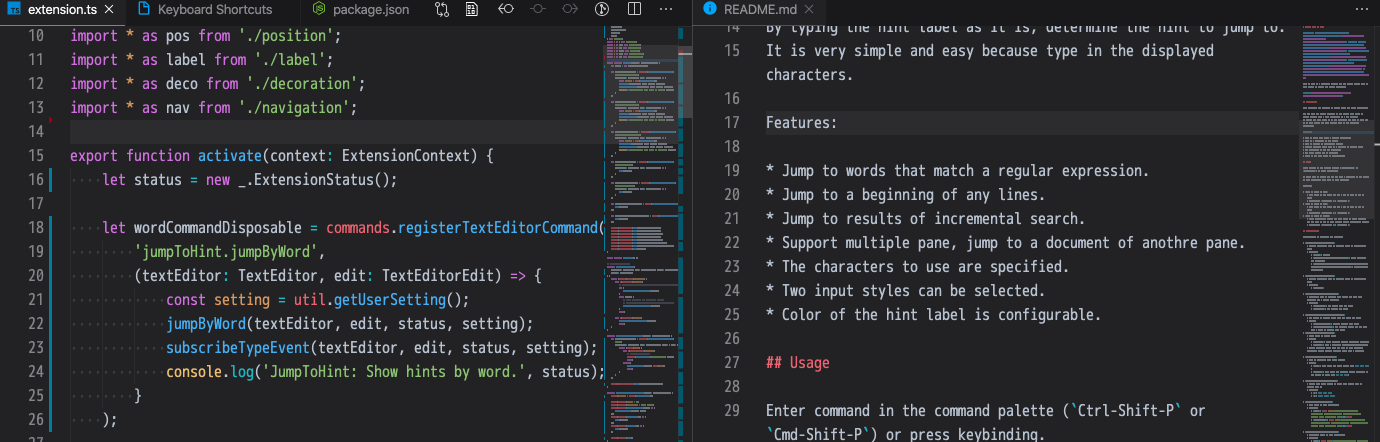 TS extension.ts
Keyboard Shortcuts
package.json
10 import * as pos from './position';
11 import * as label from './label';
12 import * as deco from './decoration';
13 import * as nav from './navigation';
14
15 export function activate(context: ExtensionContext) {
16 let status = new _.ExtensionStatus();
17
18 let wordCommandDisposable = commands.registerTextEditorCommand(
19 'jumpToHint.jumpByWord',
20 (textEditor: TextEditor, edit: TextEditorEdit) => {
21 const setting = util.getUserSetting();
22 jumpByWord(textEditor, edit, status, setting);
23 subscribeTypeEvent(textEditor, edit, status, setting);
24 console.log('JumpToHint: Show hints by word.', status);
25 }
26 );
27
README.md
14 By typing the hint label as it is, determine the hint to jump to.
15 It is very simple and easy because type in the displayed
characters.
16
17 Features:
18
19 * Jump to words that match a regular expression.
20 * Jump to a beginning of any lines.
21 * Jump to results of incremental search.
22 * Support multiple pane, jump to a document of anothre pane.
23 * The characters to use are specified.
24 * Two input styles can be selected.
25 * Color of the hint label is configurable.
26
27 ## Usage
28
29 Enter command in the command palette (`Ctrl-Shift-P` or
`Cmd-Shift-P`) or press keybinding.